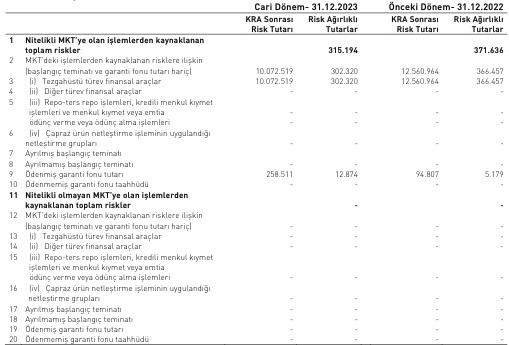 Cari Dönem- 31.12.2023 Önceki Dönem- 31.12.2022
KRA Sonrası Risk Ağırlıklı KRA Sonrası Risk Ağırlıklı
Risk Tutarı Tutarlar Risk Tutarı Tutarlar
1 Nitelikli MKT'ye olan işlemlerden kaynaklanan
toplam riskler 315.194 371.636
2 MKT'deki işlemlerden kaynaklanan risklere ilişkin
(başlangıç teminatı ve garanti fonu tutarı hariç) 10.072.519 302.320 12.560.964 366.457
3 (i) Tezgahüstü türev finansal araçlar 10.072.519 302.320 12.560.964 366.457
4 (ii) Diğer türev finansal araçlar - - - -
5 (iii) Repo-ters repo işlemleri, kredili menkul kıymet
işlemleri ve menkul kıymet veya emtia
ödünç verme veya ödünç alma işlemleri - - - -
6 (iv) Çapraz ürün netleştirme işleminin uygulandığı
netleştirme grupları - - - -
7 Ayrılmış başlangıç teminatı
8 Ayrılmamış başlangıç teminatı - - - -
9 Ödenmiş garanti fonu tutarı 258.511 12.874 94.807 5.179
10 Ödenmemiş garanti fonu taahhüdü - - - -
11 Nitelikli olmayan MKT'ye olan işlemlerden
kaynaklanan toplam riskler - -
12 MKT'deki işlemlerden kaynaklanan risklere ilişkin
(başlangıç teminatı ve garanti fonu tutarı hariç) - - - -
13 (i) Tezgahüstü türev finansal araçlar - - - -
14 (ii) Diğer türev finansal araçlar - - - -
15 (iii) Repo-ters repo işlemleri, kredili menkul kıymet
işlemleri ve menkul kıymet veya emtia
ödünç verme veya ödünç alma işlemleri - - - -
16 (iv) Çapraz ürün netleştirme işleminin uygulandığı
netleştirme grupları - - - -
17 Ayrılmış başlangıç teminatı - - - -
18 Ayrılmamış başlangıç teminatı - - - -
19 Ödenmiş garanti fonu tutarı - - - -
20 Ödenmemiş garanti fonu taahhüdü - - - -